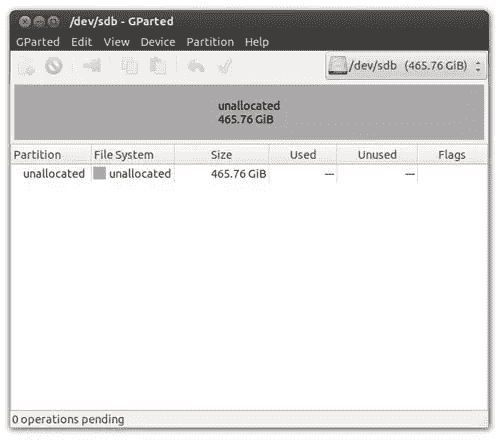 /dev/sdb - GParted
GParted Edit View Device Partition Help
/dev/sdb (465.76 GiB)
unallocated
465.76 GiB
Partition File System Size Used Unused Flags
unallocated unallocated 465.76 GiB --- ---
0 operations pending